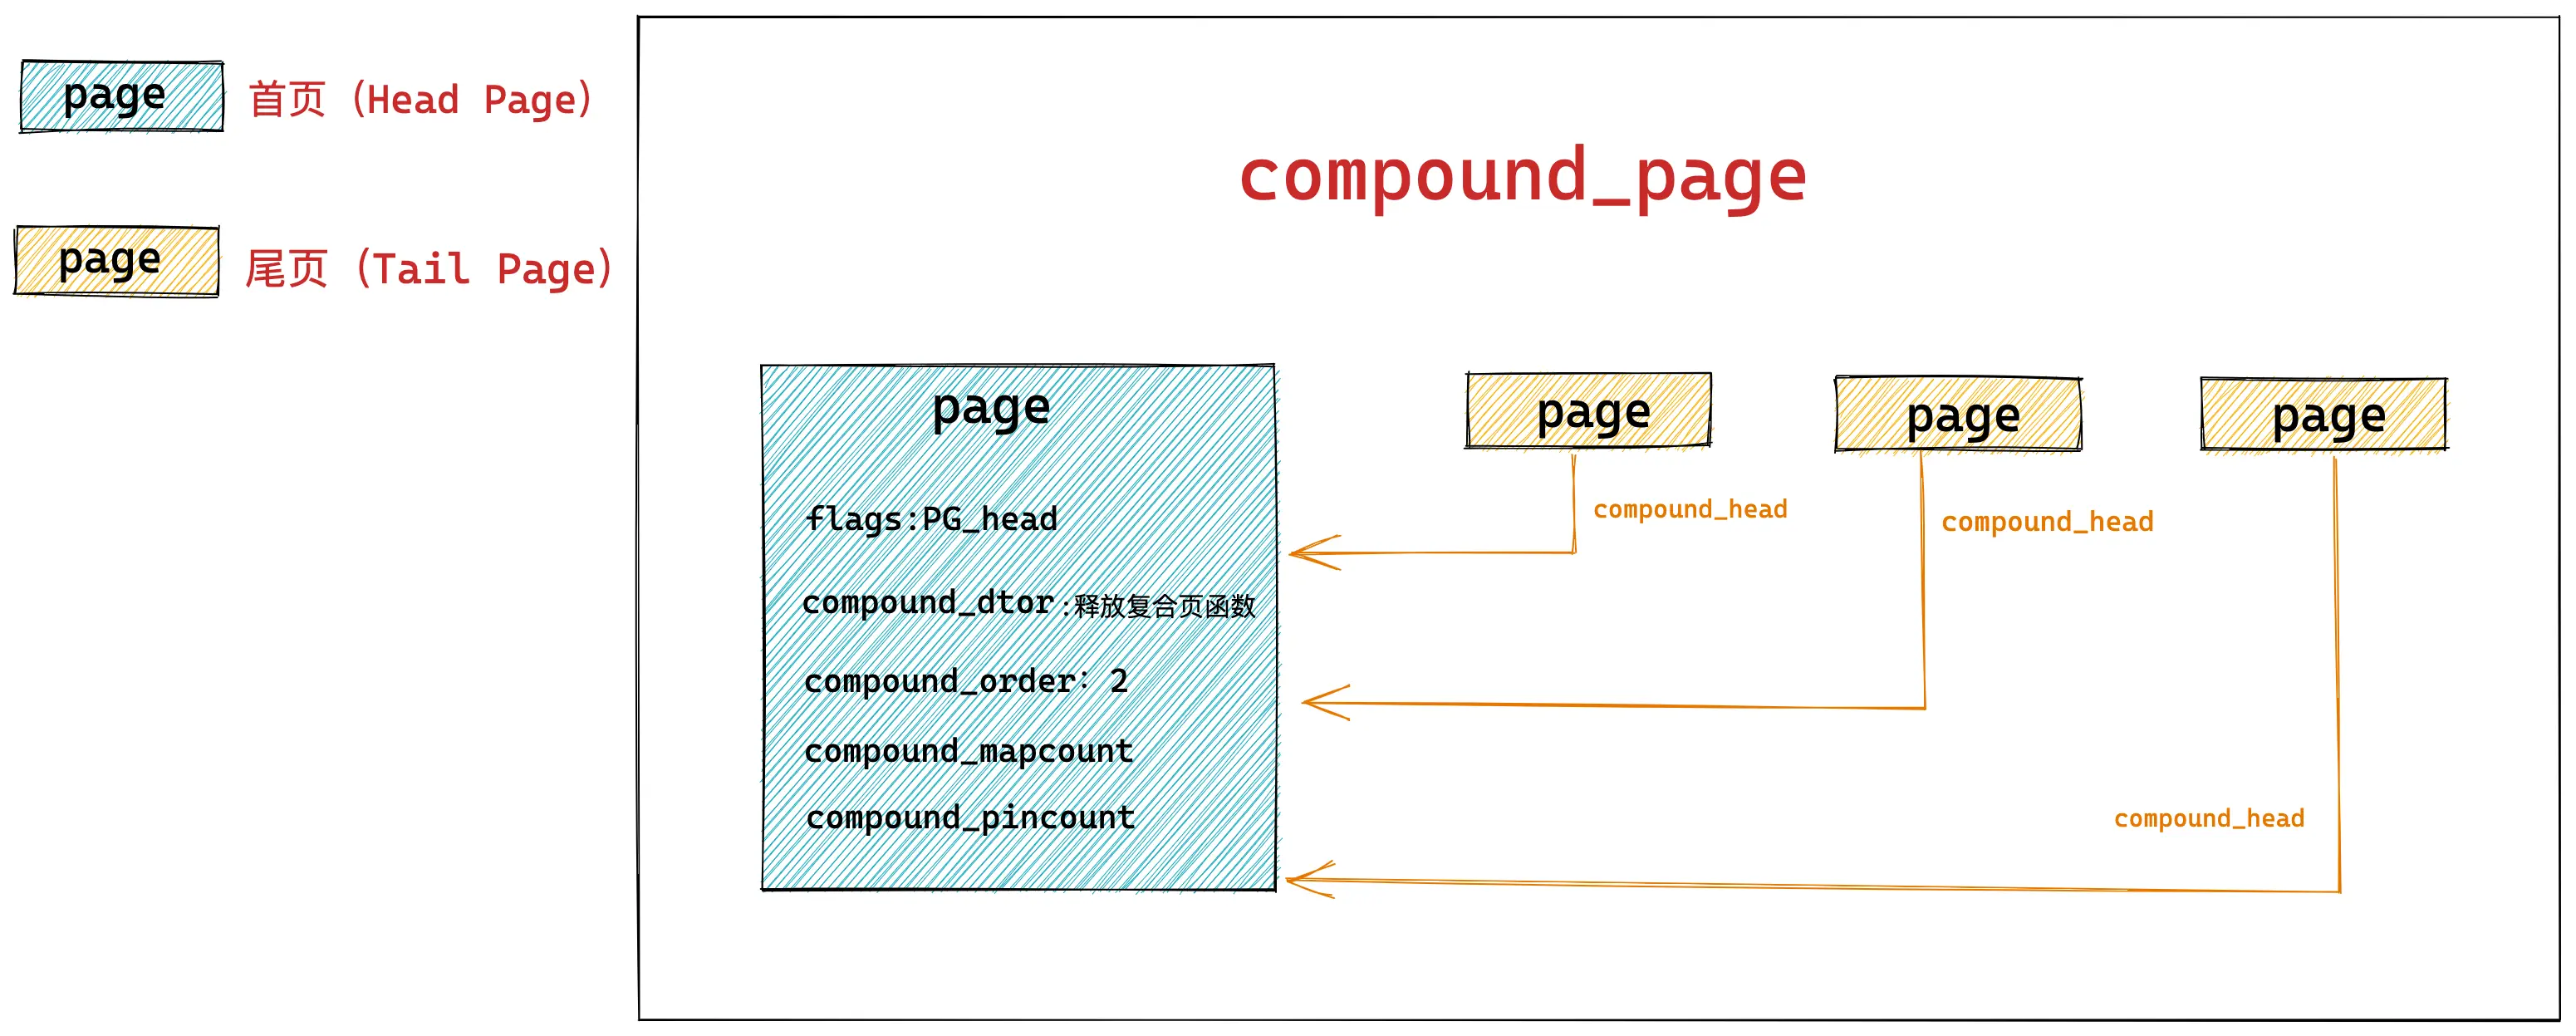 page
首页（Head Page）
page
尾页（Tail Page）
compound_page
page
flags:PG_head
compound_dtor:释放复合页函数
compound_order: 2
compound_mapcount
compound_pincount
page
page
page
compound_head
compound_head
compound_head